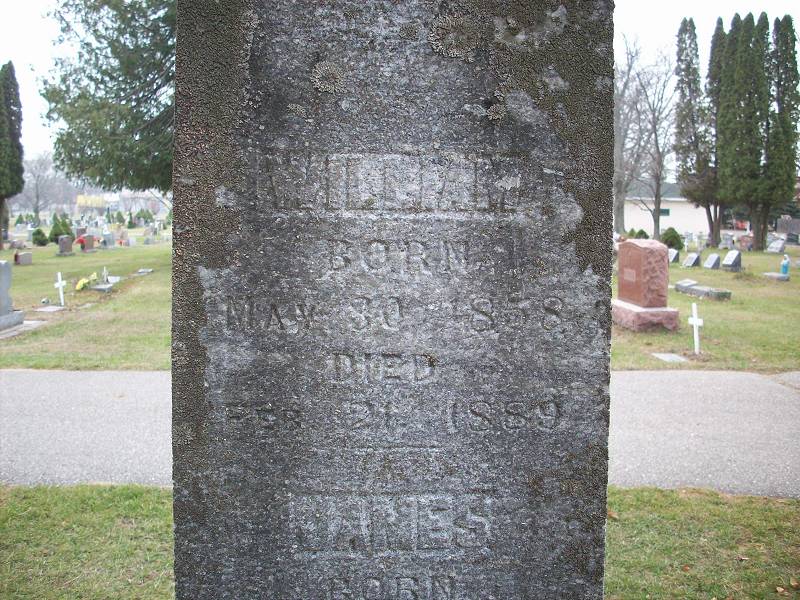 WILLIAM
BORN
MAY 30 1858
DIED
FEB. 21. 1889
JAMES
BORN